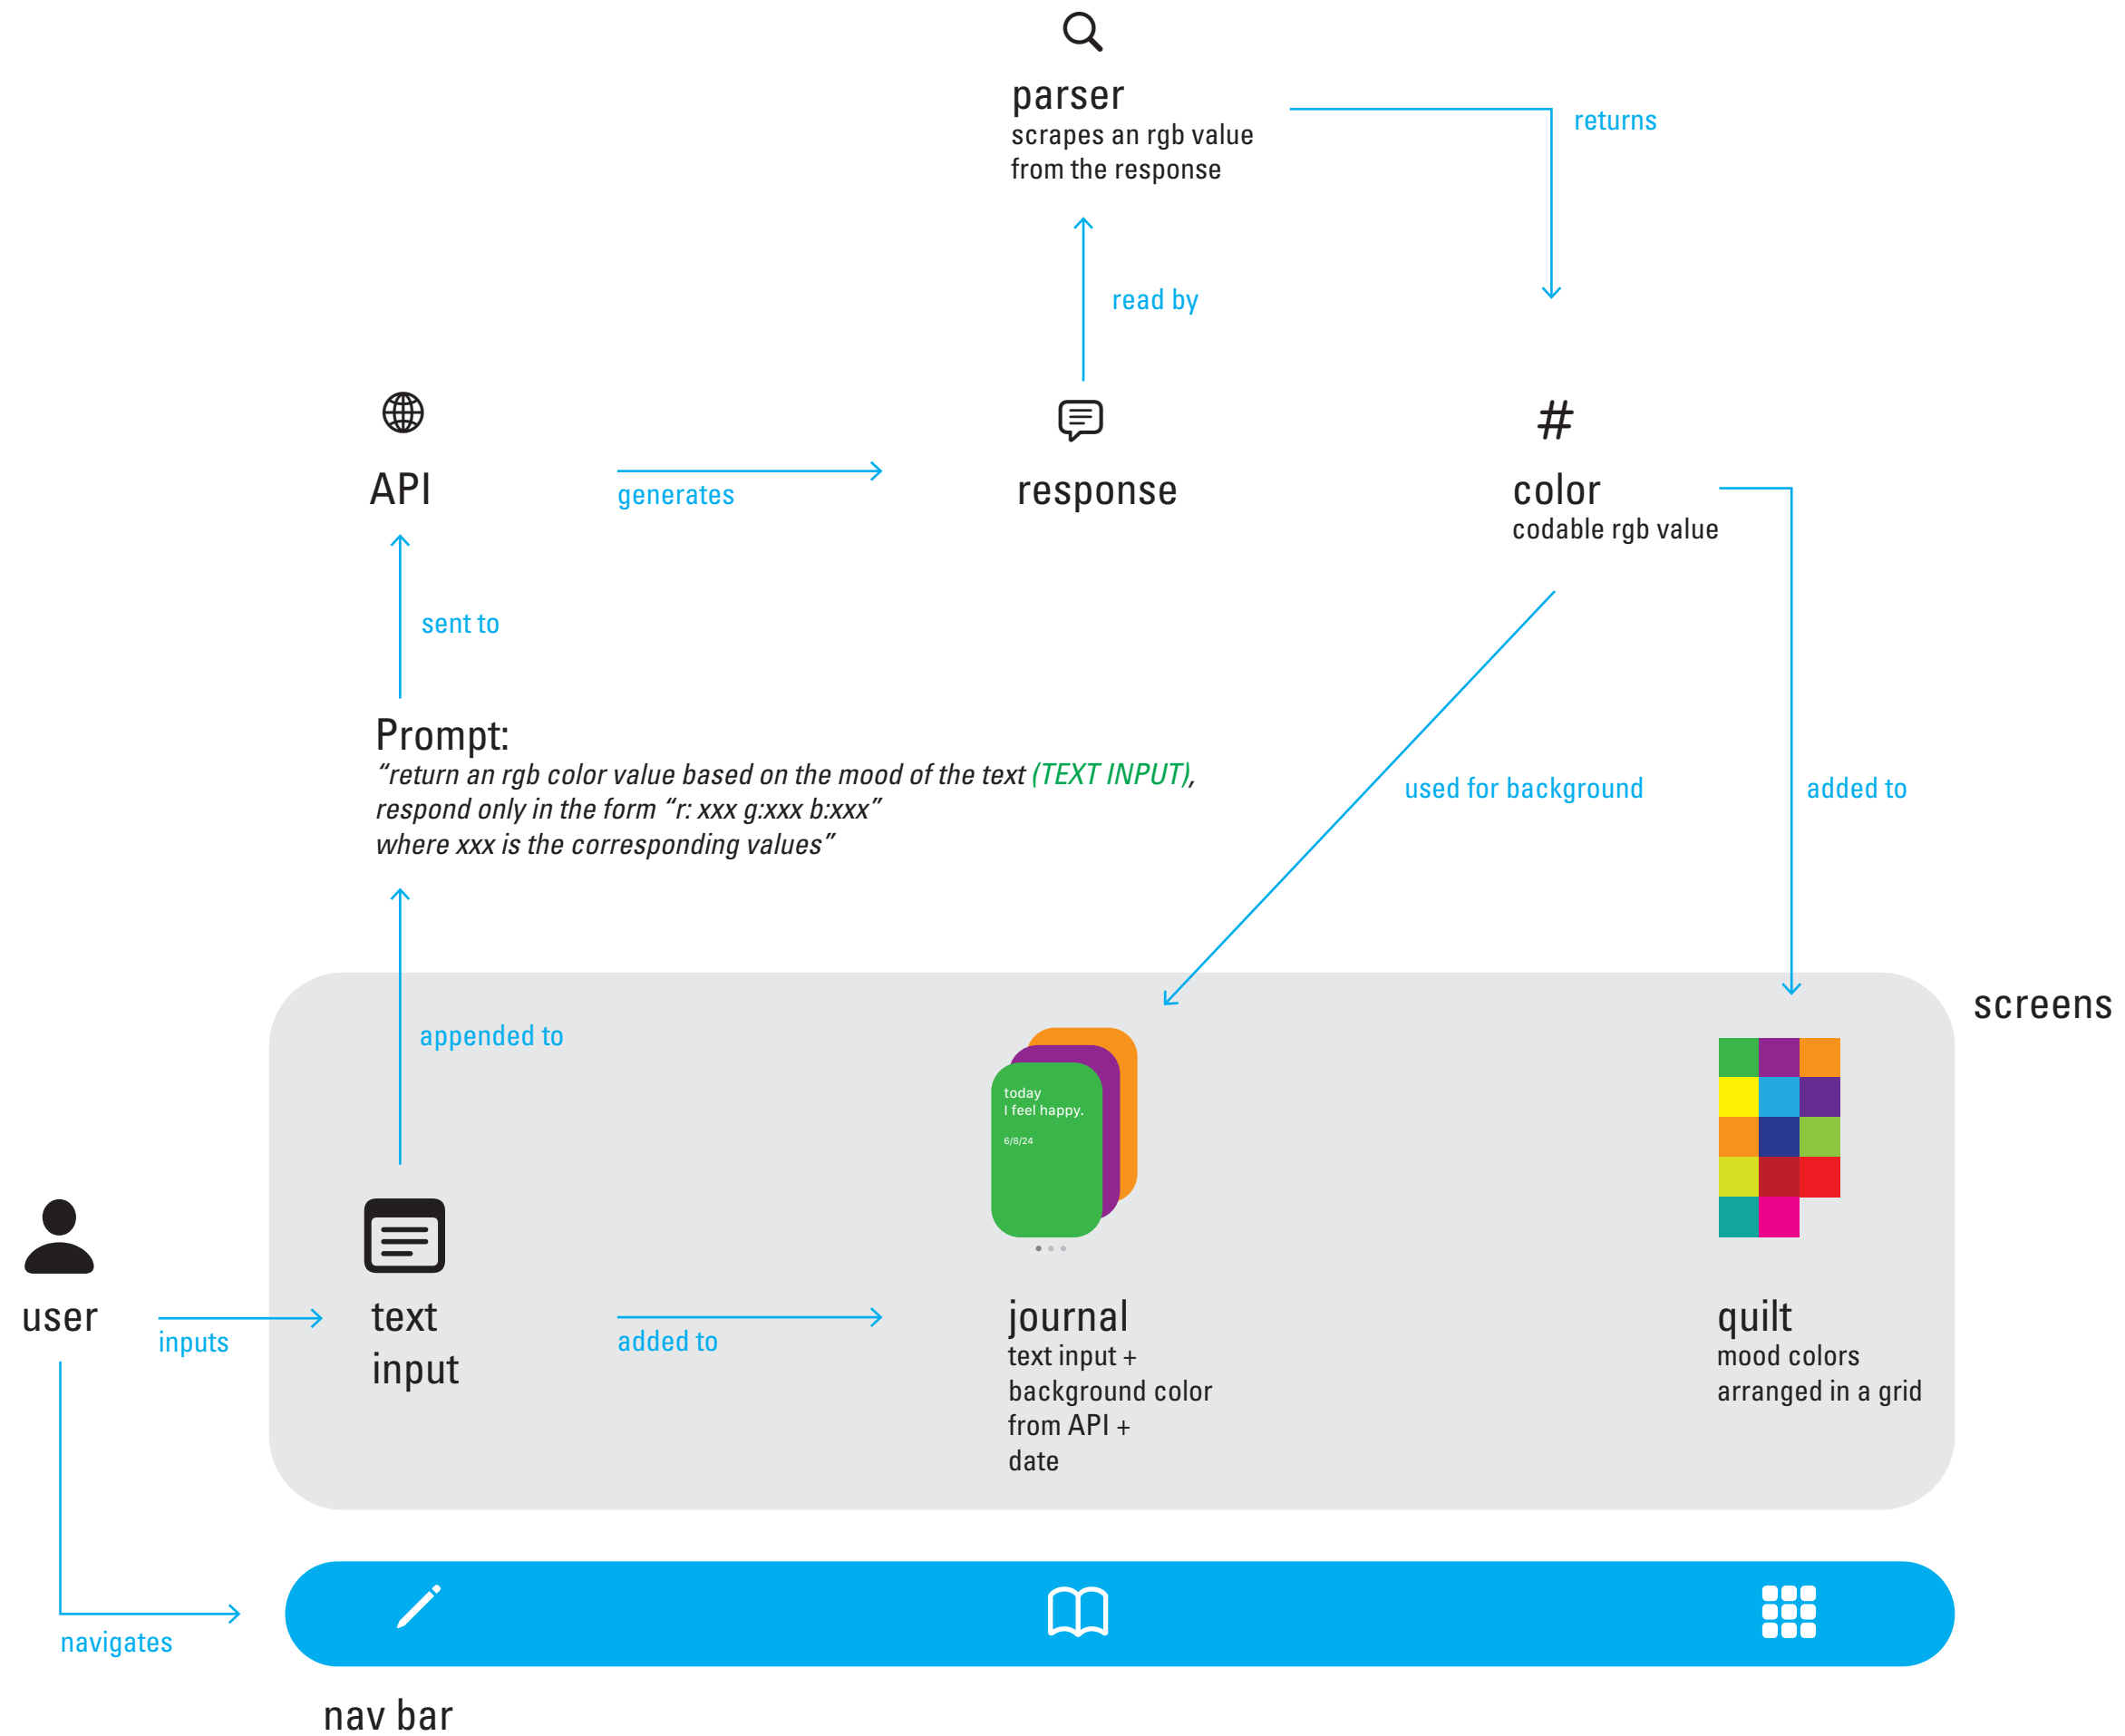 parser
scrapes an rgb value
from the response
returns
read by
API
generates
response
#
color
codable rgb value
sent to
Prompt:
“return an rgb color value based on the mood of the text (TEXT INPUT),
respond only in the form “r: xxx g:xxx b:xxx”
where xxx is the corresponding values”
used for background
added to
screens
appended to
today
I feel happy.
6/8/24
user
inputs
text
input
added to
journal
text input +
background color
from API +
date
quilt
mood colors
arranged in a grid
navigates
nav bar